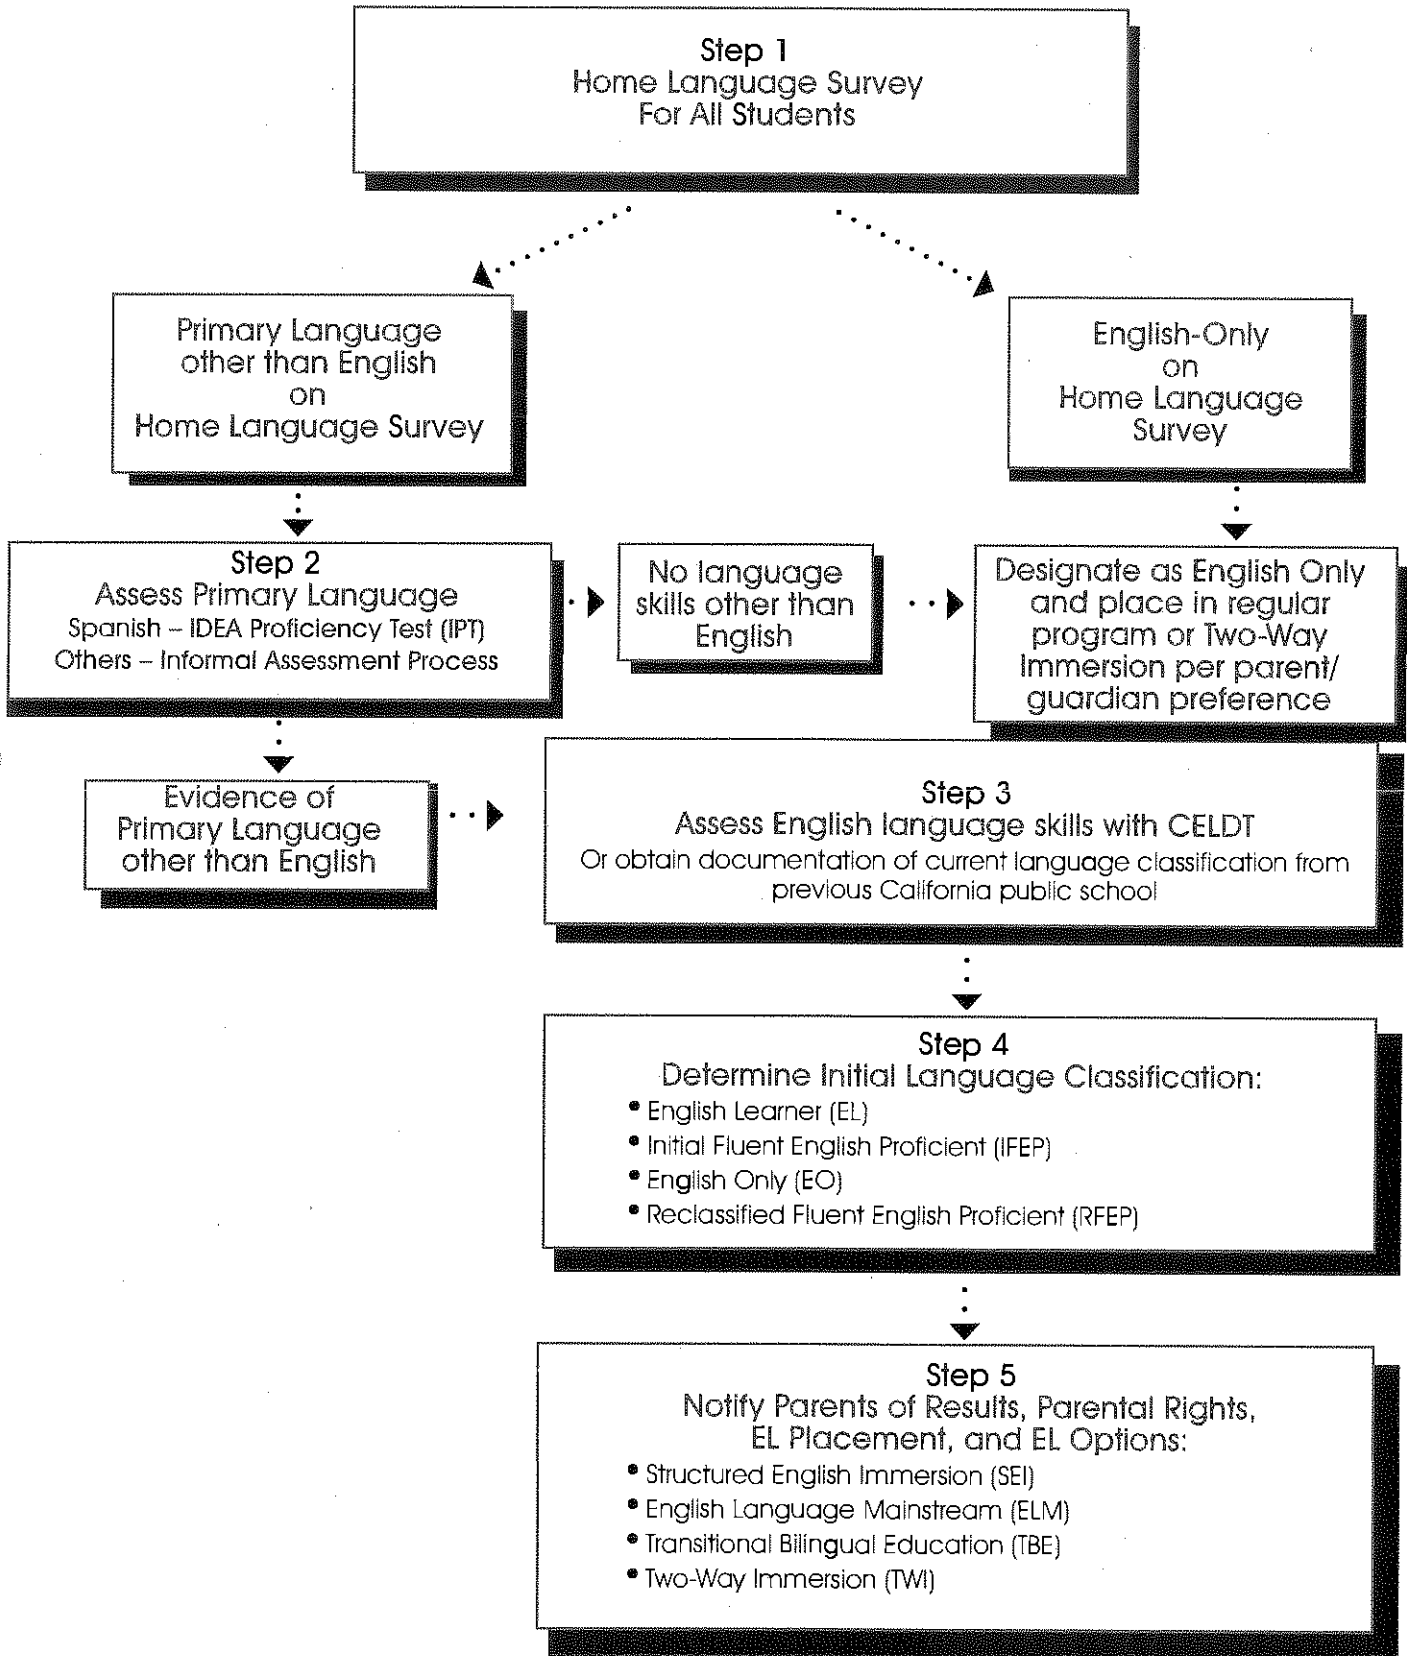 Step 1
Home Language Survey
For All Students
Primary Language
other than English
on
Home Language Survey
English-Only
on
Home Language
Survey
Step 2
Assess Primary Language
Spanish – IDEA Proficiency Test (IPT)
Others – Informal Assessment Process
No language
skills other than
English
Designate as English Only
and place in regular
program or Two-Way
Immersion per parent/
guardian preference
Evidence of
Primary Language
other than English
Step 3
Assess English language skills with CELDT
Or obtain documentation of current language classification from
previous California public school
Step 4
Determine Initial Language Classification:
• English Learner (EL)
• Initial Fluent English Proficient (IFEP)
• English Only (EO)
• Reclassified Fluent English Proficient (RFEP)
Step 5
Notify Parents of Results, Parental Rights,
EL Placement, and EL Options:
• Structured English Immersion (SEI)
• English Language Mainstream (ELM)
• Transitional Bilingual Education (TBE)
• Two-Way Immersion (TWI)